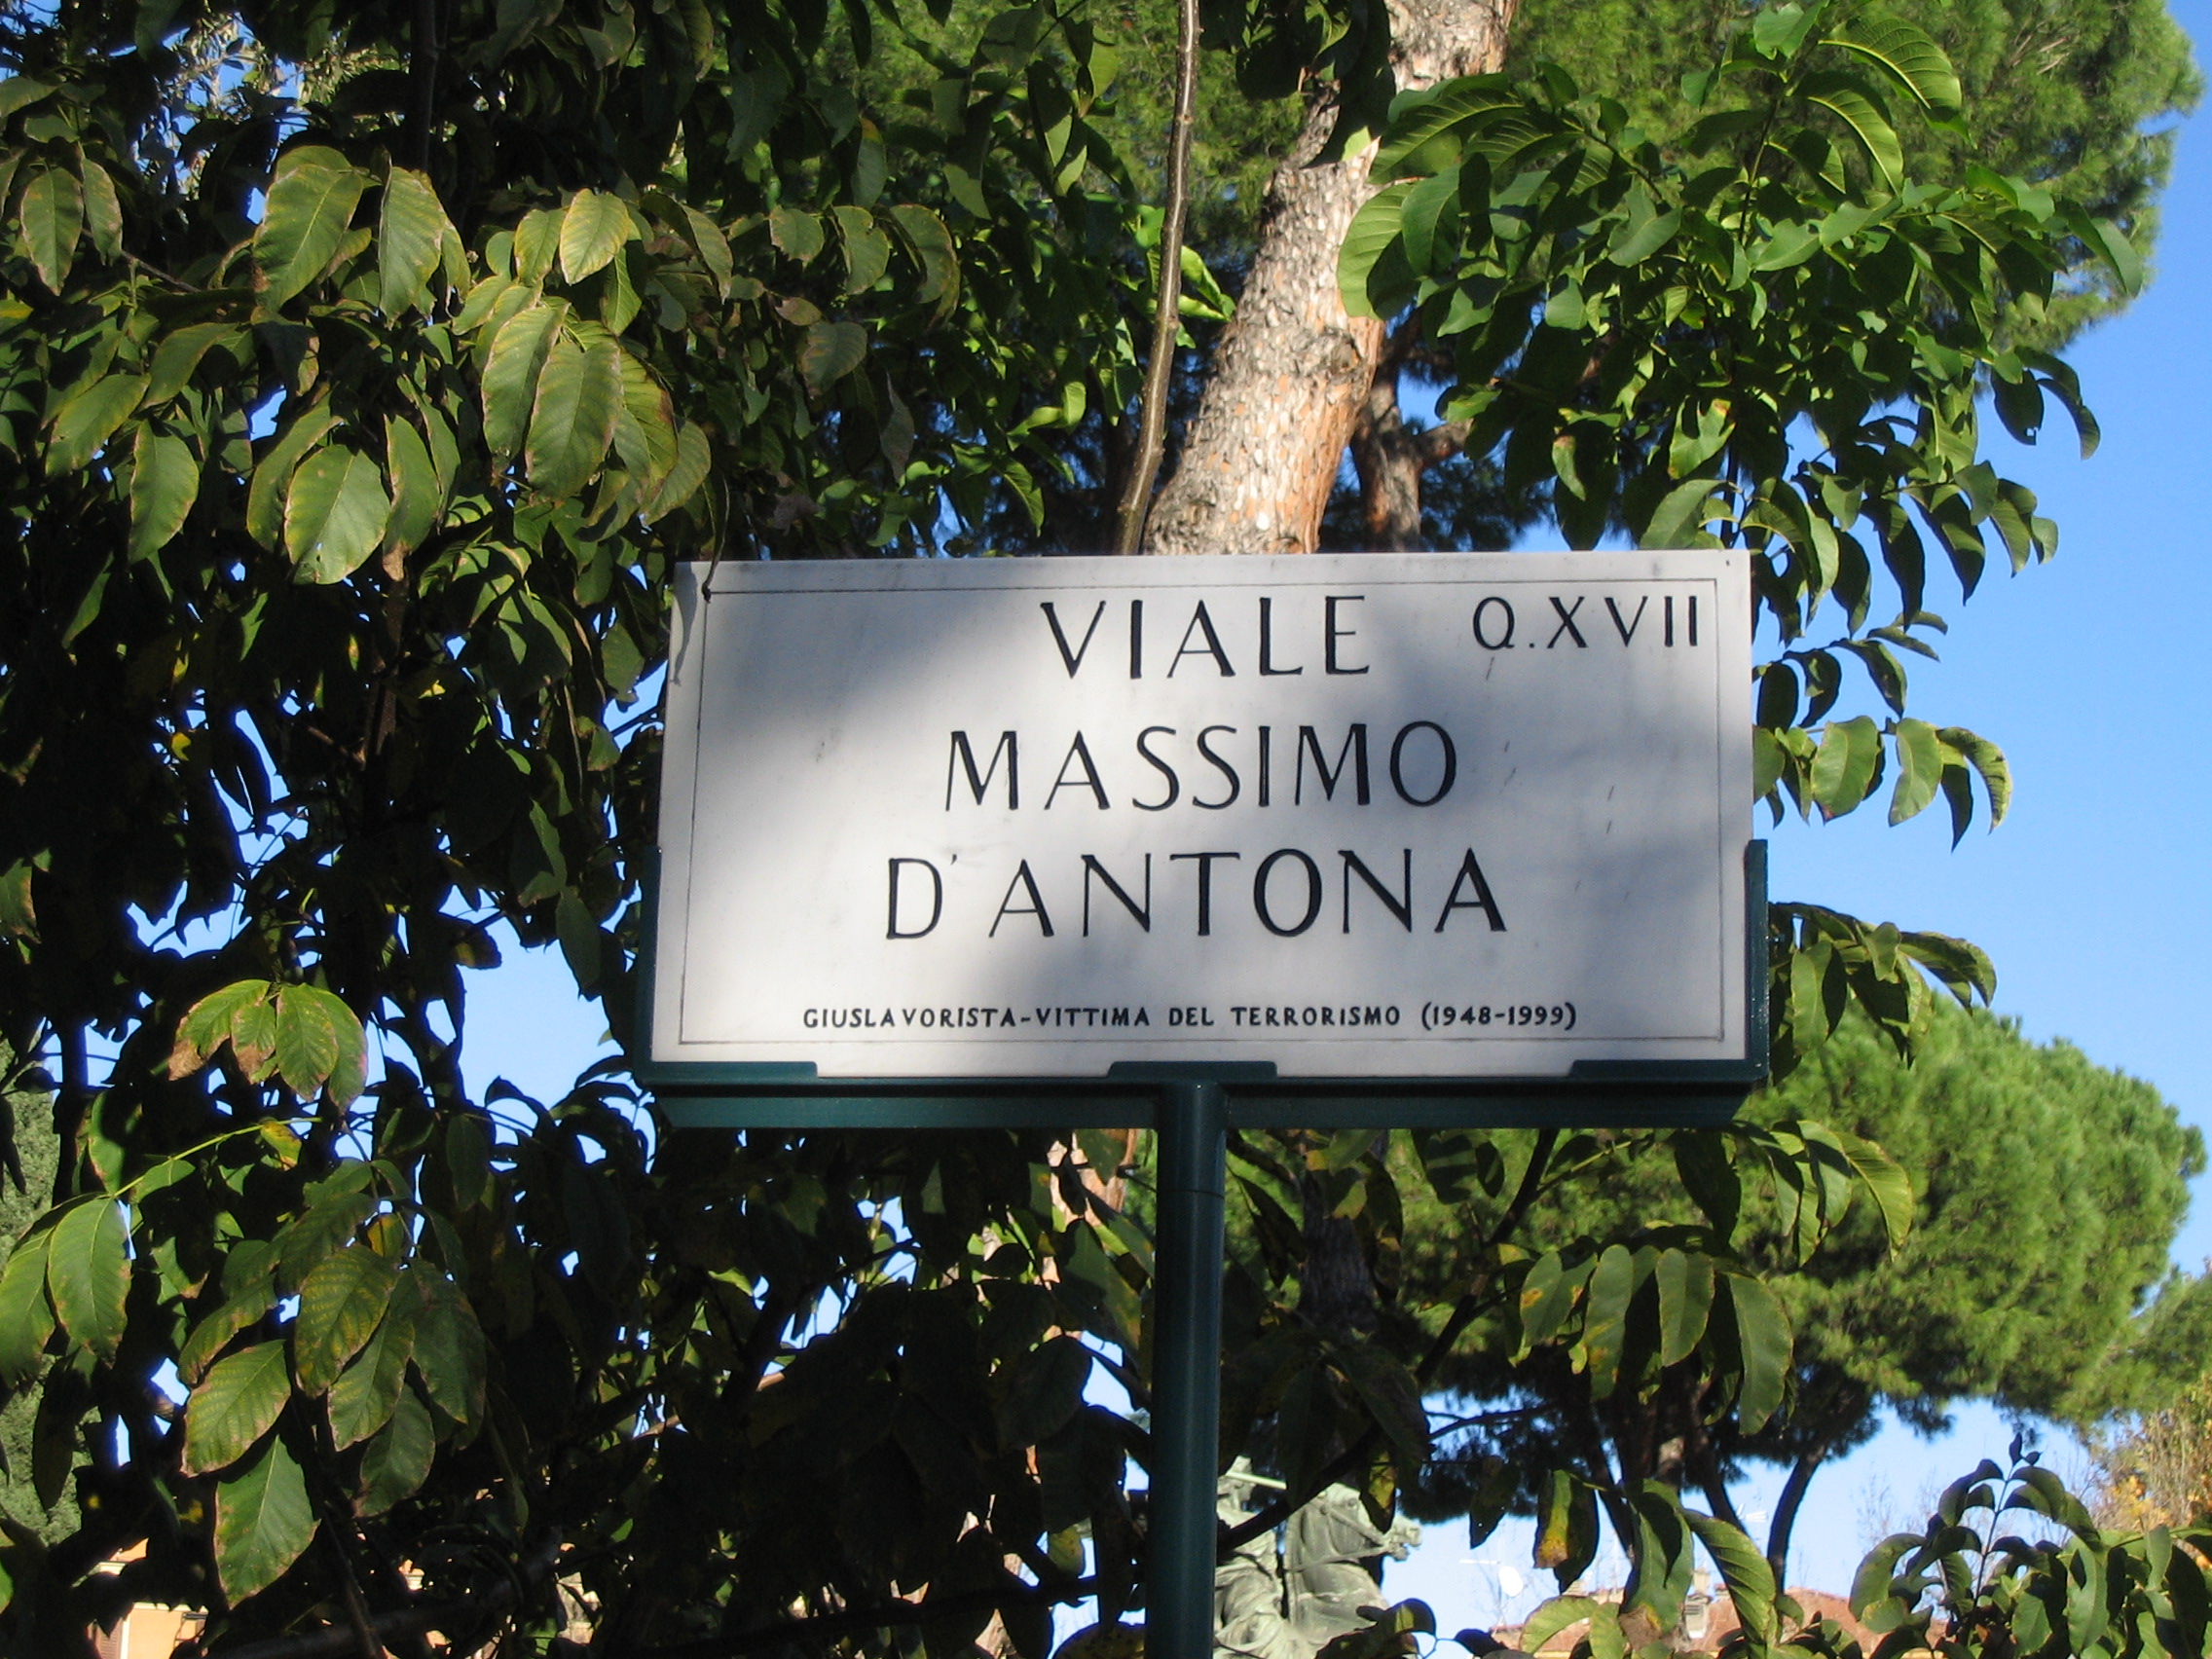 VIALE Q.XVII
MASSIMO
D'ANTONA
GIUSLAVORISTA-VITTIMA DEL TERRORISMO (1948-1999)